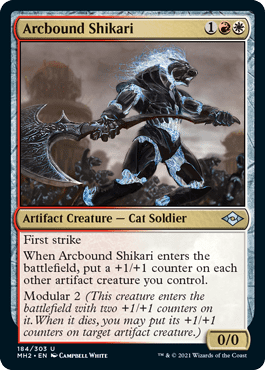 Arcbound Shikari 1
Artifact Creature — Cat Soldier
First strike
When Arcbound Shikari enters the
battlefield, put a +1/+1 counter on each
other artifact creature you control.
Modular 2 (This creature enters the
battlefield with two +1/+1 counters on
it. When it dies, you may put its +1/+1
counters on target artifact creature.)
0/0
184/303 U
MH2 • EN Campbell White
™ & © 2021 Wizards of the Coast